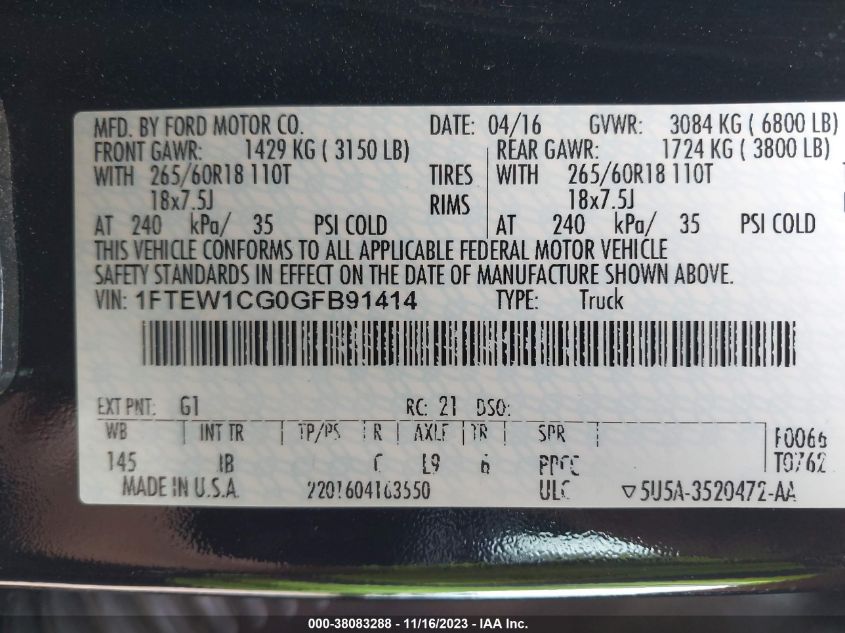 MFD. BY FORD MOTOR CO. DATE: 04/16 GVWR: 3084 KG ( 6800 LB)
FRONT GAWR: 1429 KG ( 3150 LB) REAR GAWR: 1724 KG ( 3800 LB)
WITH 265/60R18 110T TIRES WITH 265/60R18 110T
18x7.5J RIMS 18x7.5J
AT 240 kPa/ 35 PSI COLD AT 240 kPa/ 35 PSI COLD
THIS VEHICLE CONFORMS TO ALL APPLICABLE FEDERAL MOTOR VEHICLE
SAFETY STANDARDS IN EFFECT ON THE DATE OF MANUFACTURE SHOWN ABOVE.
VIN: 1FTEW1CG0GFB91414 TYPE: Truck
EXT PNT: G1 RC: 21 DSO:
WB INT TR TP/PS R AXLE TR SPR F0066
145 IB L9 6 T0762
MADE IN U.S.A. 2201604163550 ULC ▽5U5A-3520472-AA
000-38083288 - 11/16/2023 - IAA Inc.